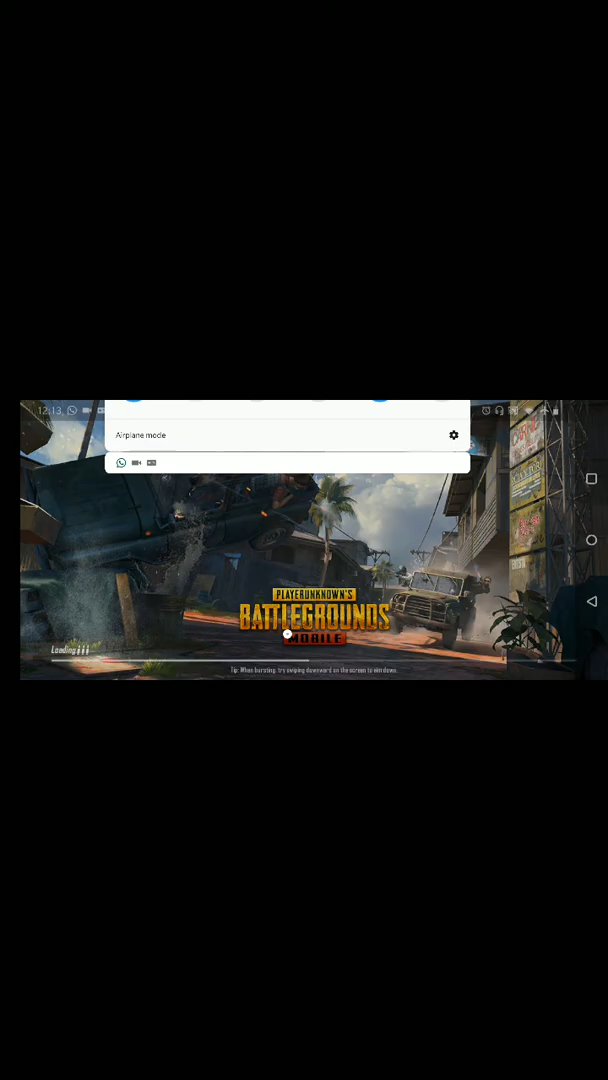 12.13,
Airplane mode
PLAYERUNKNOWN'S
BATTLEGROUNDS
MOBILE
Loading
Tip: When bursting, try swiping downward on the screen to aim down.